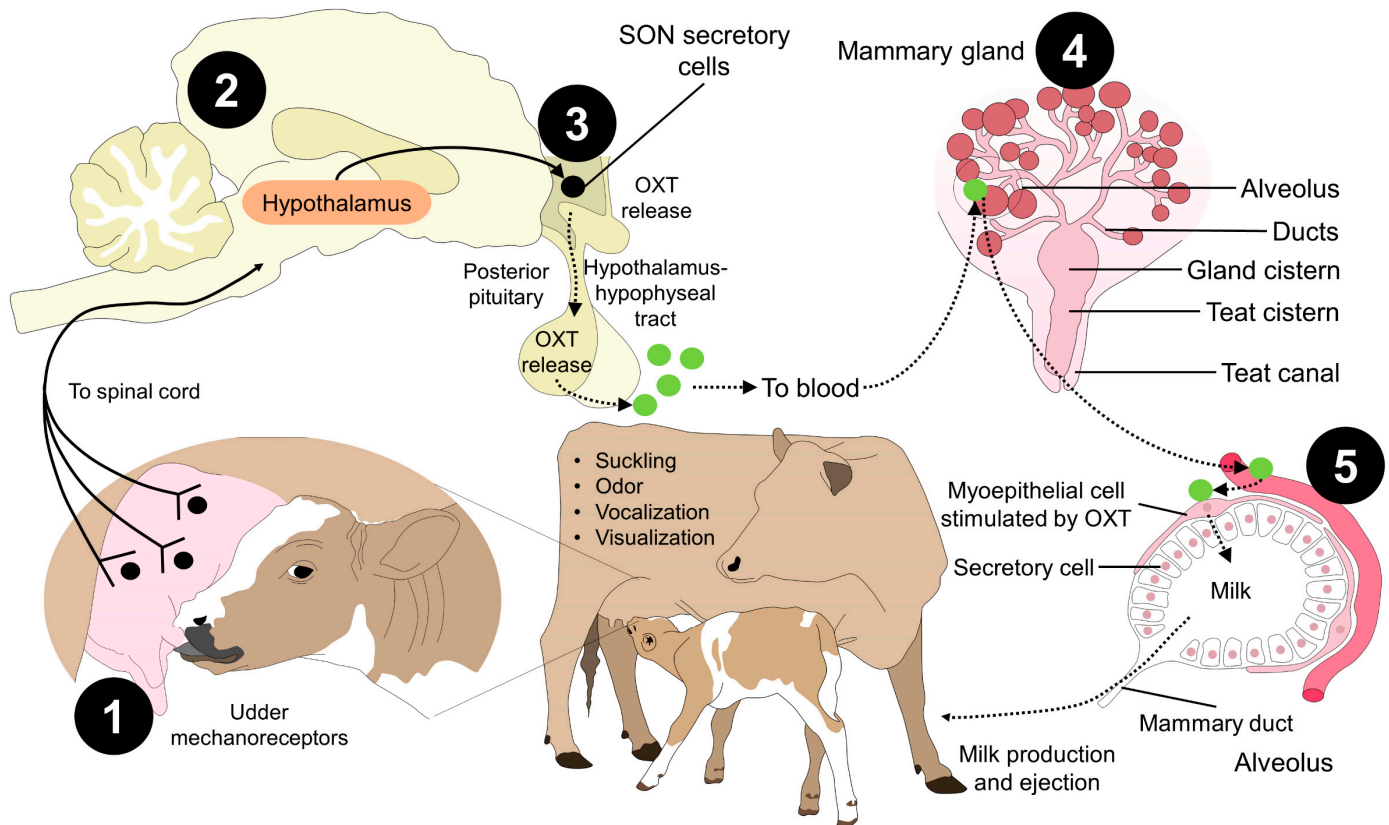 SON secretory
cells
2
3
Hypothalamus
OXT
release
Posterior
pituitary
Hypothalamus-
hypophyseal
tract
OXT
release
To blood
To spinal cord
Mammary gland
4
Alveolus
Ducts
Gland cistern
Teat cistern
Teat canal
1
Udder
mechanoreceptors
• Suckling
• Odor
• Vocalization
• Visualization
5
Myoepithelial cell
stimulated by OXT
Secretory cell
Milk
Mammary duct
Milk production
and ejection
Alveolus